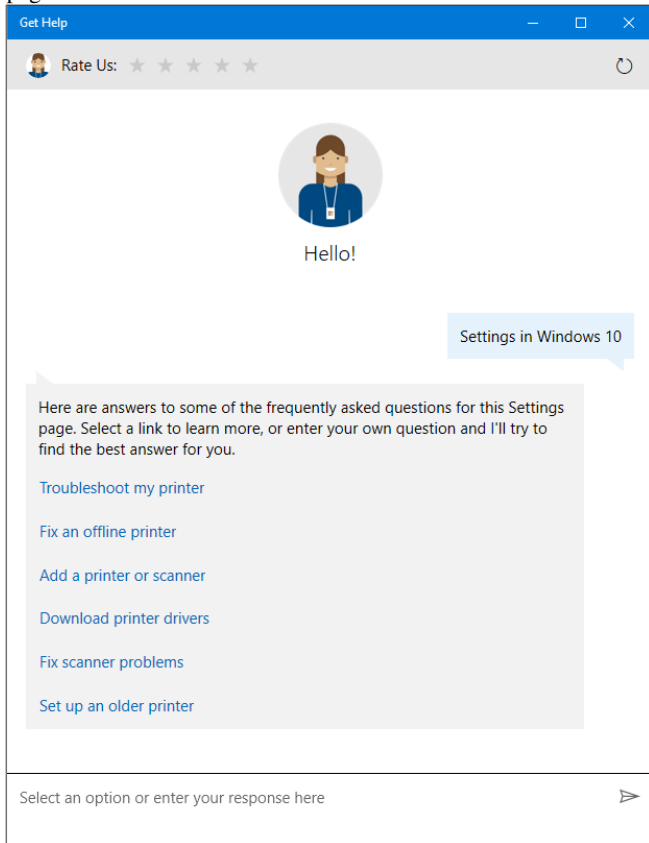 Get Help
Rate Us:
Hello!
Settings in Windows 10
Here are answers to some of the frequently asked questions for this Settings
page. Select a link to learn more, or enter your own question and I'll try to
find the best answer for you.
Troubleshoot my printer
Fix an offline printer
Add a printer or scanner
Download printer drivers
Fix scanner problems
Set up an older printer
Select an option or enter your response here